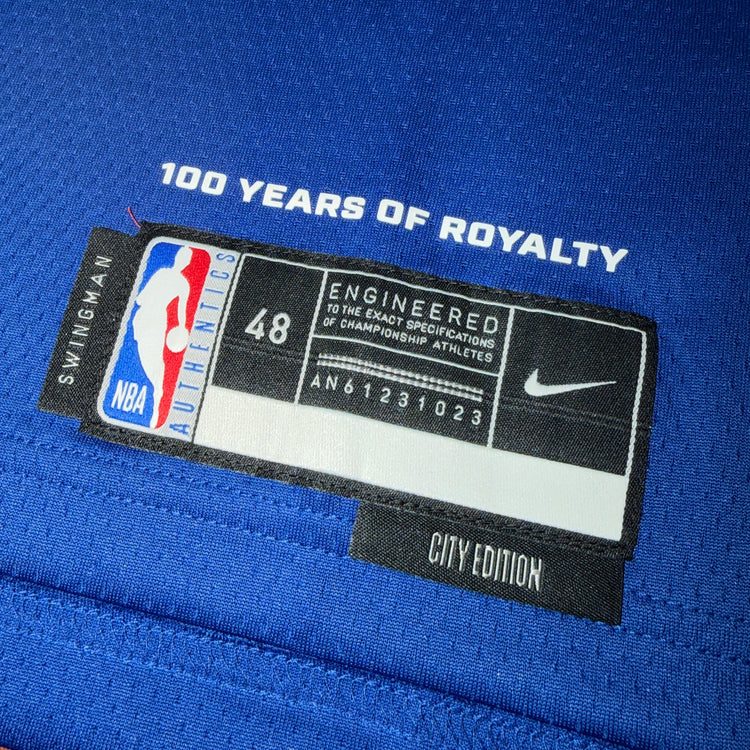 100 YEARS OF ROYALTY
SWINGMAN
NBA
AUTHENTICS
48
ENGINEERED
TO THE EXACT SPECIFICATIONS
OF CHAMPIONSHIP ATHLETES
AN61231023
CITY EDITION